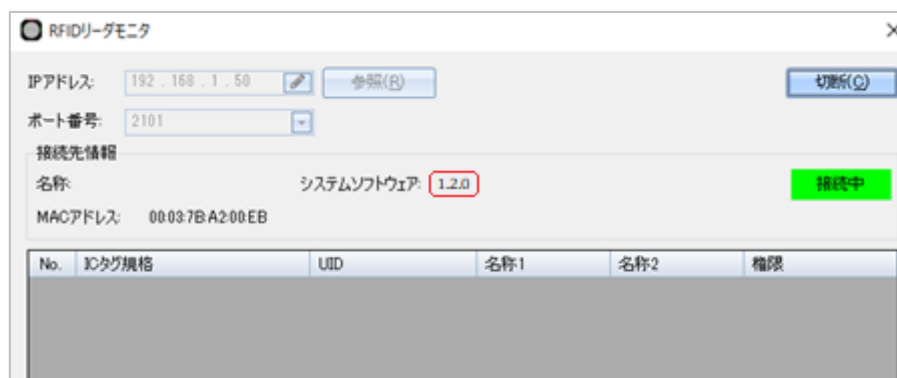 RFIDリーダモニタ
IPアドレス: 192 . 168 . 1 . 50 参照(R) 切断(C)
ポート番号: 2101
接続先情報
名称: システムソフトウェア: 1.2.0 接続中
MACアドレス: 00:03:7B:A2:00:EB
No. ICタグ規格 UID 名称1 名称2 権限